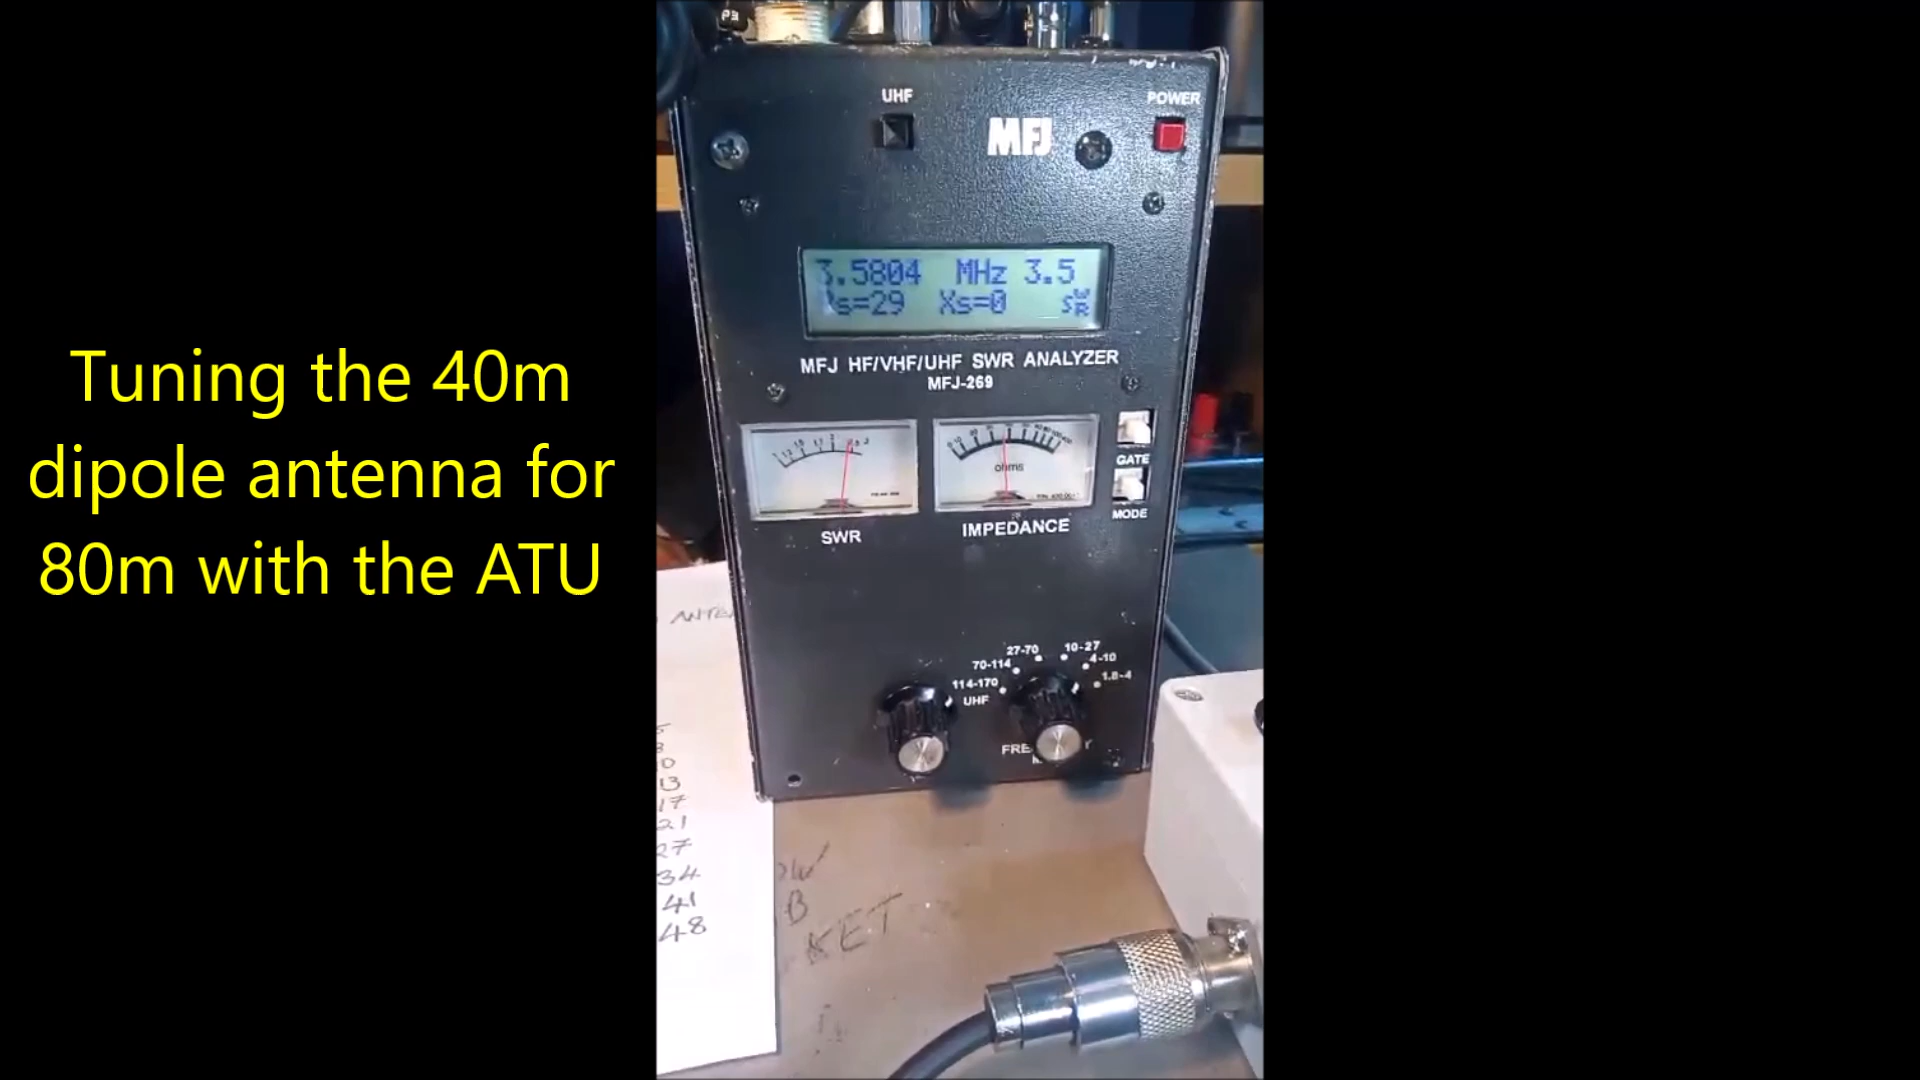 Tuning the 40m
dipole antenna for
80m with the ATU
P3
UHF
MFJ
POWER
3.5804 MHz 3.5
s=29 Xs=0 SWR
MFJ HF/VHF/UHF SWR ANALYZER
MFJ-269
ohms
GATE
MODE
SWR
IMPEDANCE
27-70
10-27
70-114
4-10
114-170
1.8-4
UHF
13
17
21
27
34
41
48
B
KET